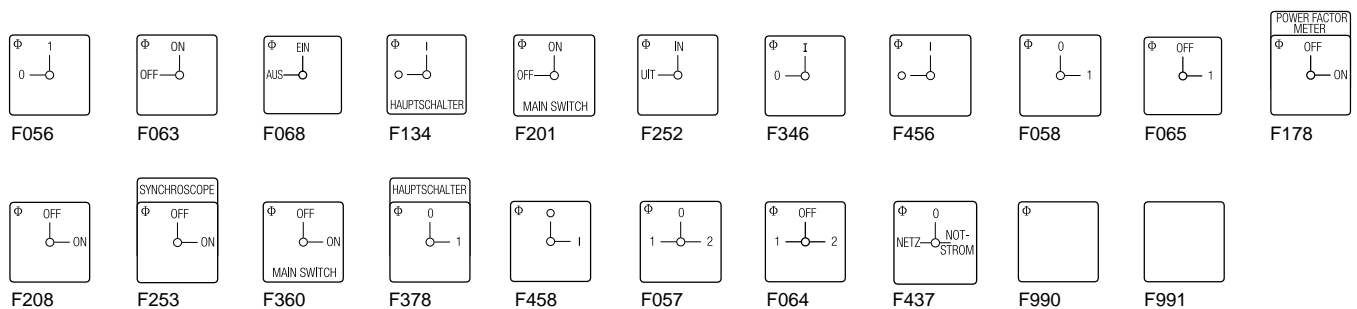 POWER FACTOR
METER
Φ 1
0
F056
Φ ON
OFF
F063
Φ EIN
AUS
F068
Φ I
O
HAUPTSCHALTER
F134
Φ ON
OFF
MAIN SWITCH
F201
Φ IN
UIT
F252
Φ I
0
F346
Φ I
O
F456
Φ 0
1
F058
Φ OFF
1
F065
Φ OFF
ON
F178
Φ OFF
ON
F208
SYNCHROSCOPE
Φ OFF
ON
F253
Φ OFF
ON
MAIN SWITCH
F360
HAUPTSCHALTER
Φ 0
1
F378
Φ O
I
F458
Φ 0
1 2
F057
Φ OFF
1 2
F064
Φ 0
NETZ NOT-
STROM
F437
Φ
F990
F991